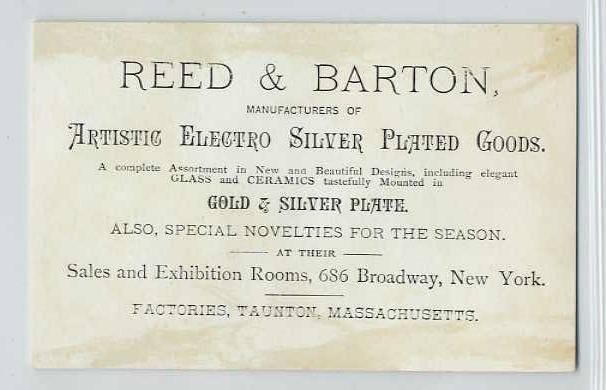 REED & BARTON,
MANUFACTURERS OF
ARTISTIC ELECTRO SILVER PLATED GOODS.
A complete Assortment in New and Beautiful Designs, including elegant
GLASS and CERAMICS tastefully Mounted in
GOLD & SILVER PLATE.
ALSO, SPECIAL NOVELTIES FOR THE SEASON.
AT THEIR
Sales and Exhibition Rooms, 686 Broadway, New York.
FACTORIES, TAUNTON, MASSACHUSETTS.